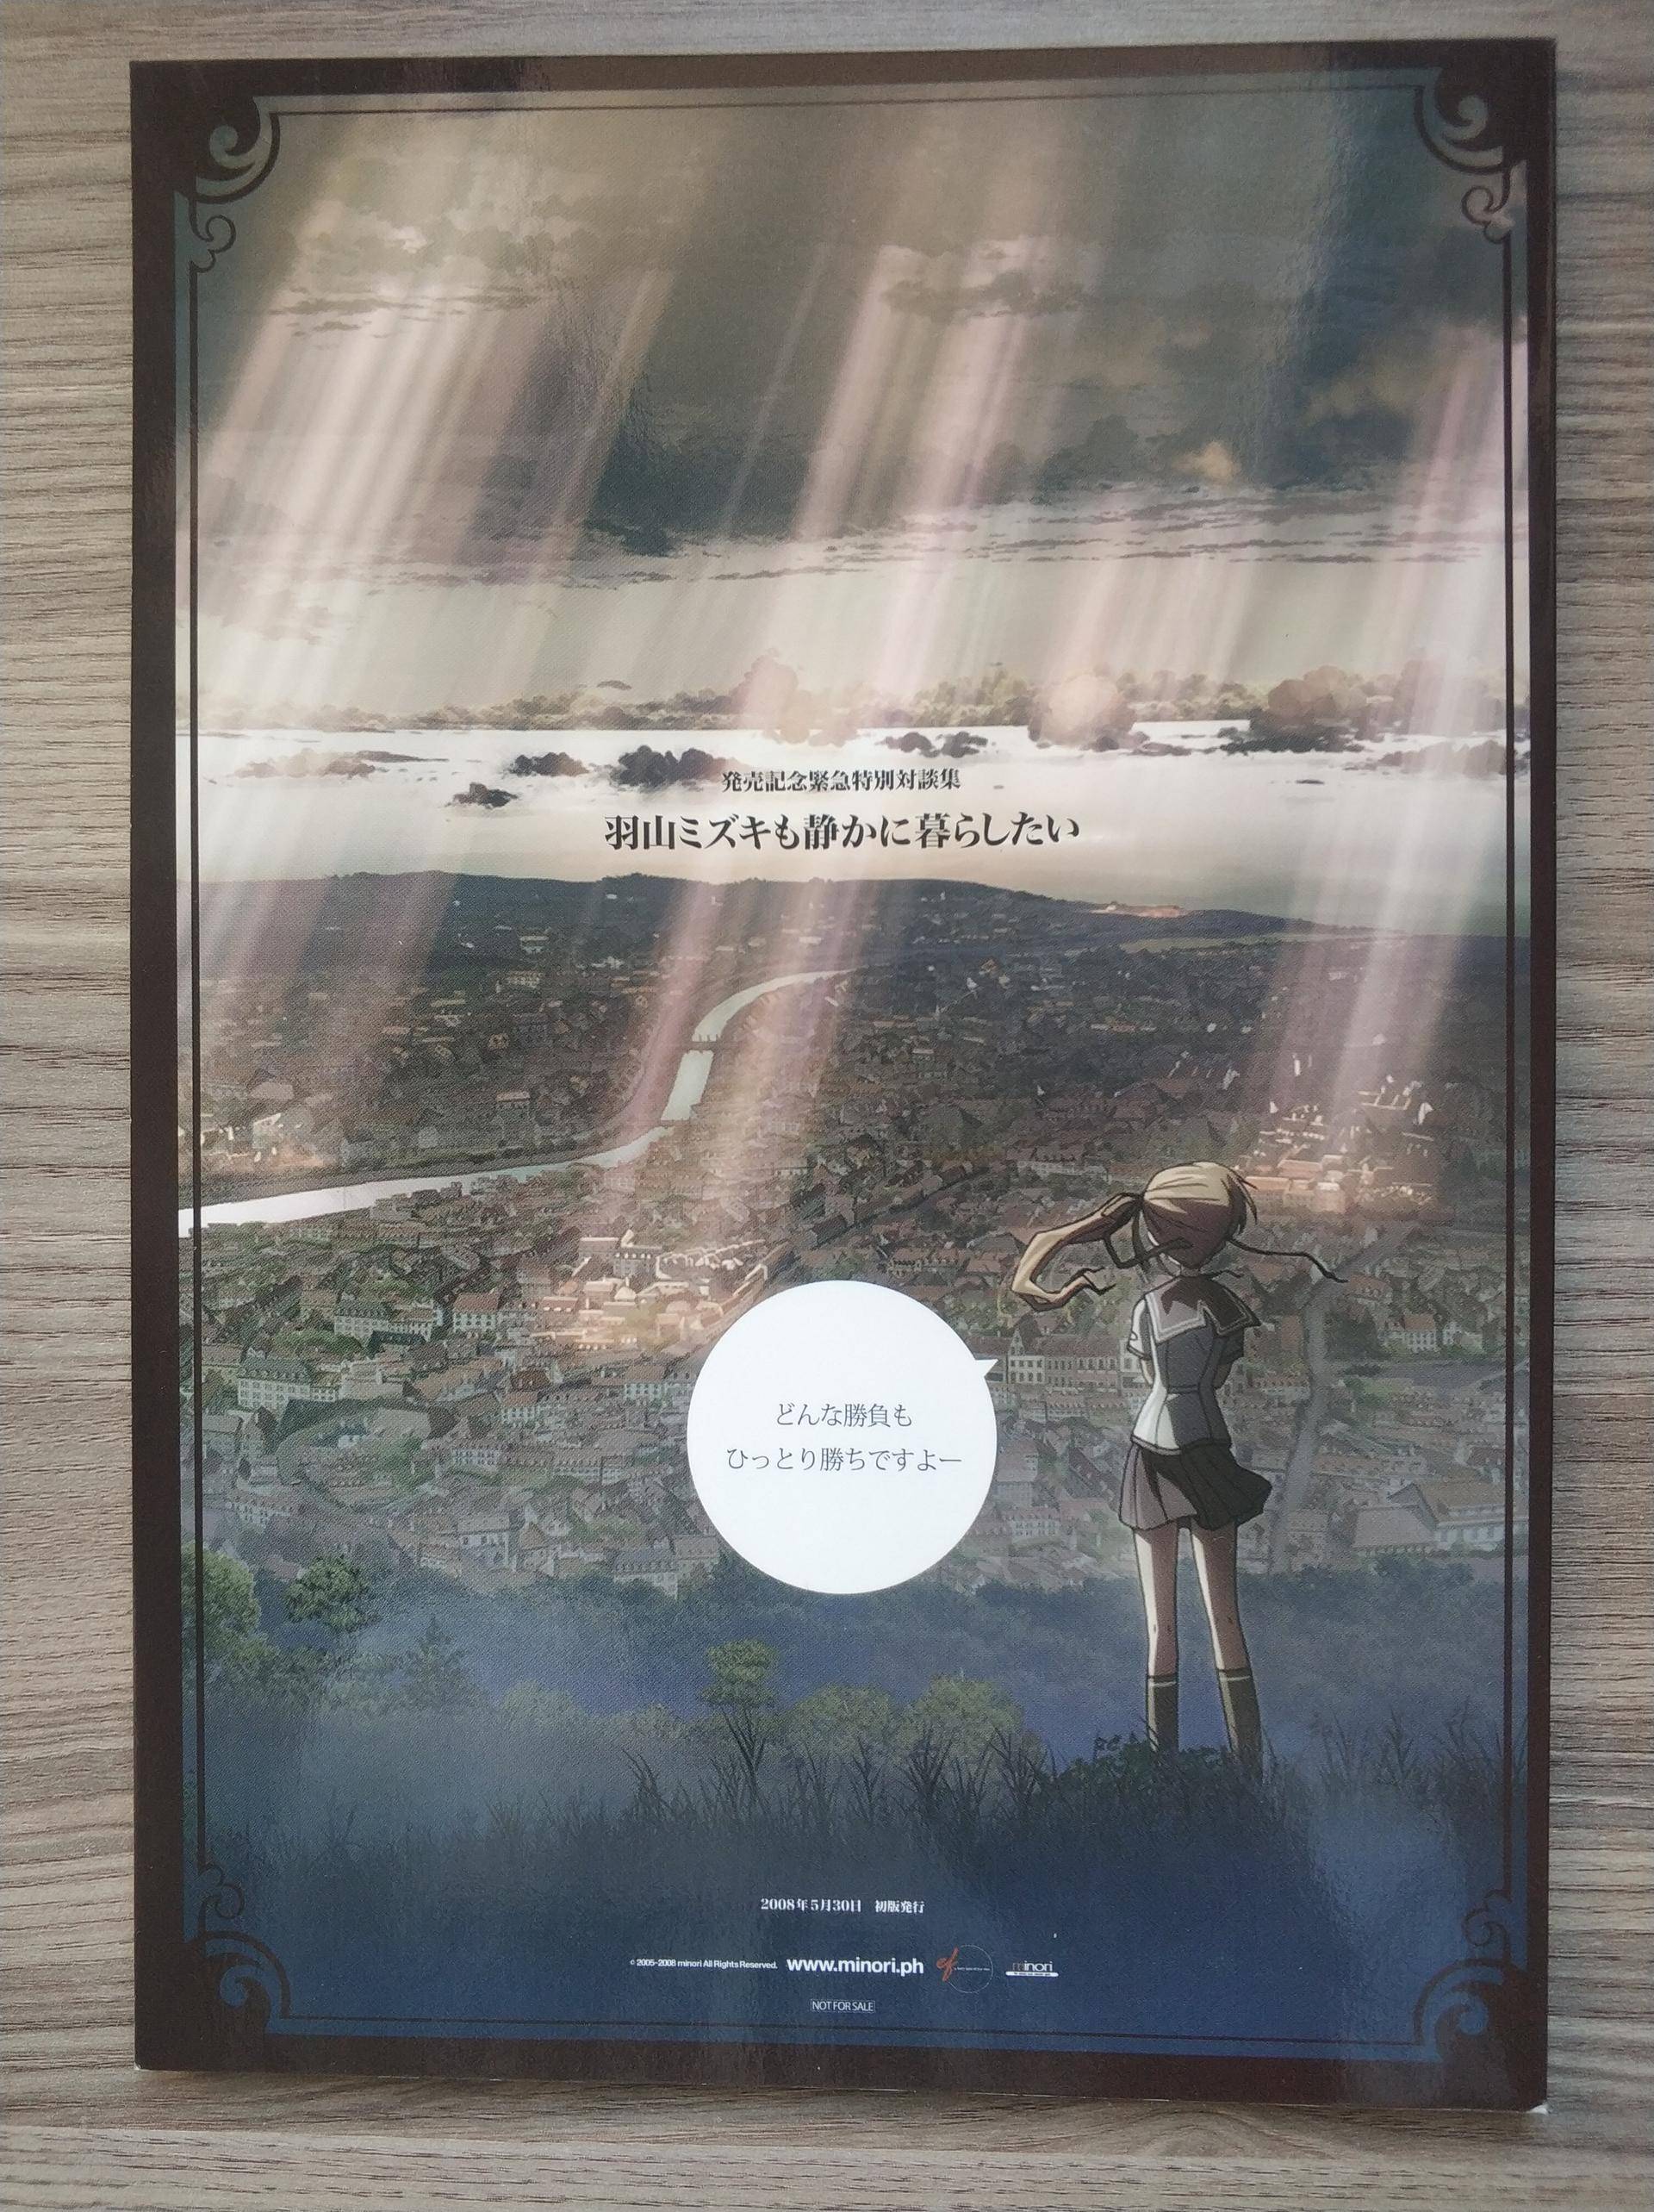 発売記念緊急特別対談集
羽山ミズキも静かに暮らしたい
どんな勝負も
ひっとり勝ちですよー
2008年5月30日　初版発行
© 2005-2008 minori All Rights Reserved. www.minori.ph ef minori
NOT FOR SALE